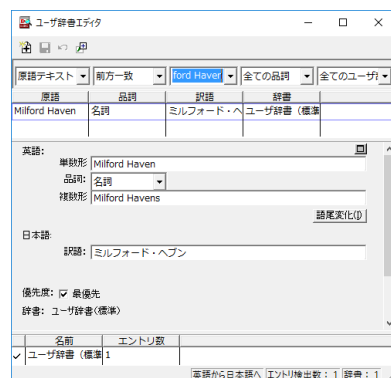 ユーザ辞書エディタ
原語テキスト 前方一致 ford Haver 全ての品詞 全てのユーザ
原語 品詞 訳語 辞書
Milford Haven 名詞 ミルフォード・ヘ ユーザ辞書 (標準
英語:
単数形 Milford Haven
品詞: 名詞
複数形 Milford Havens
語尾変化(I)
日本語:
訳語: ミルフォード・ヘブン
優先度: 最優先
辞書: ユーザ辞書(標準)
名前 エントリ数
ユーザ辞書 (標準 1
英語から日本語へ エントリ検出数: 1 辞書: 1